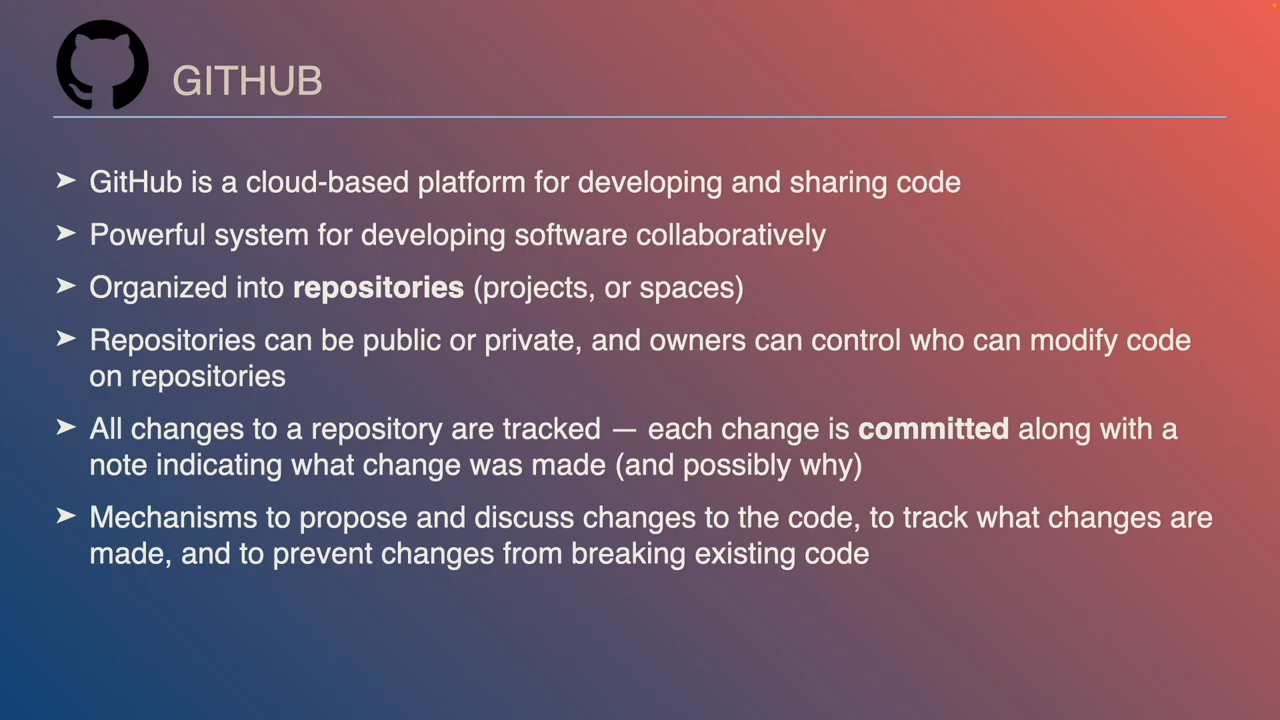 GITHUB
➤ GitHub is a cloud-based platform for developing and sharing code
➤ Powerful system for developing software collaboratively
➤ Organized into repositories (projects, or spaces)
➤ Repositories can be public or private, and owners can control who can modify code
on repositories
➤ All changes to a repository are tracked — each change is committed along with a
note indicating what change was made (and possibly why)
➤ Mechanisms to propose and discuss changes to the code, to track what changes are
made, and to prevent changes from breaking existing code